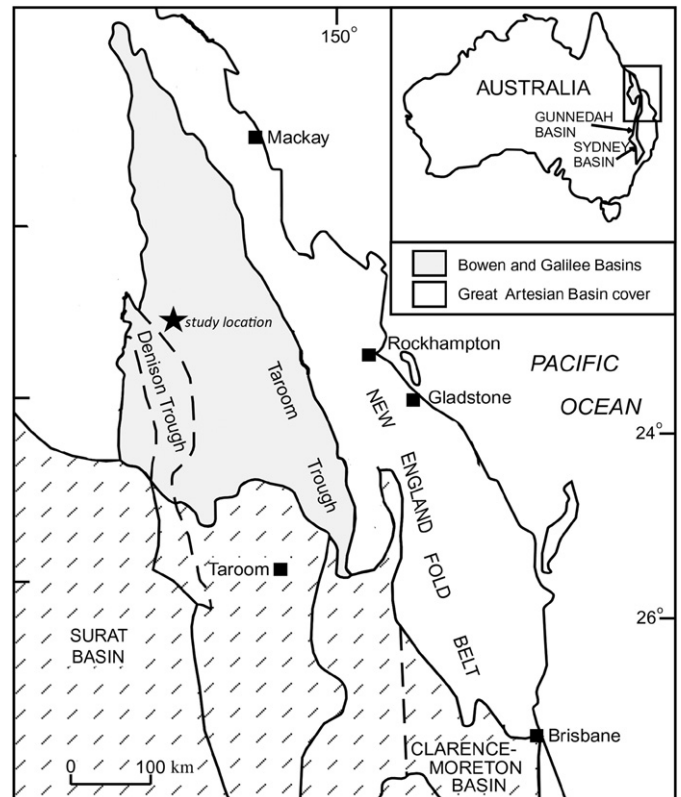 150°
AUSTRALIA
GUNNEDAH
BASIN
SYDNEY
BASIN
Mackay
Bowen and Galilee Basins
Great Artesian Basin cover
study location
Denison Trough
Taroom
Trough
Rockhampton
Gladstone
PACIFIC
OCEAN
24°
NEW
ENGLAND
FOLD
BELT
Taroom
26°
SURAT
BASIN
Brisbane
CLARENCE-
MORETON
BASIN
0 100 km